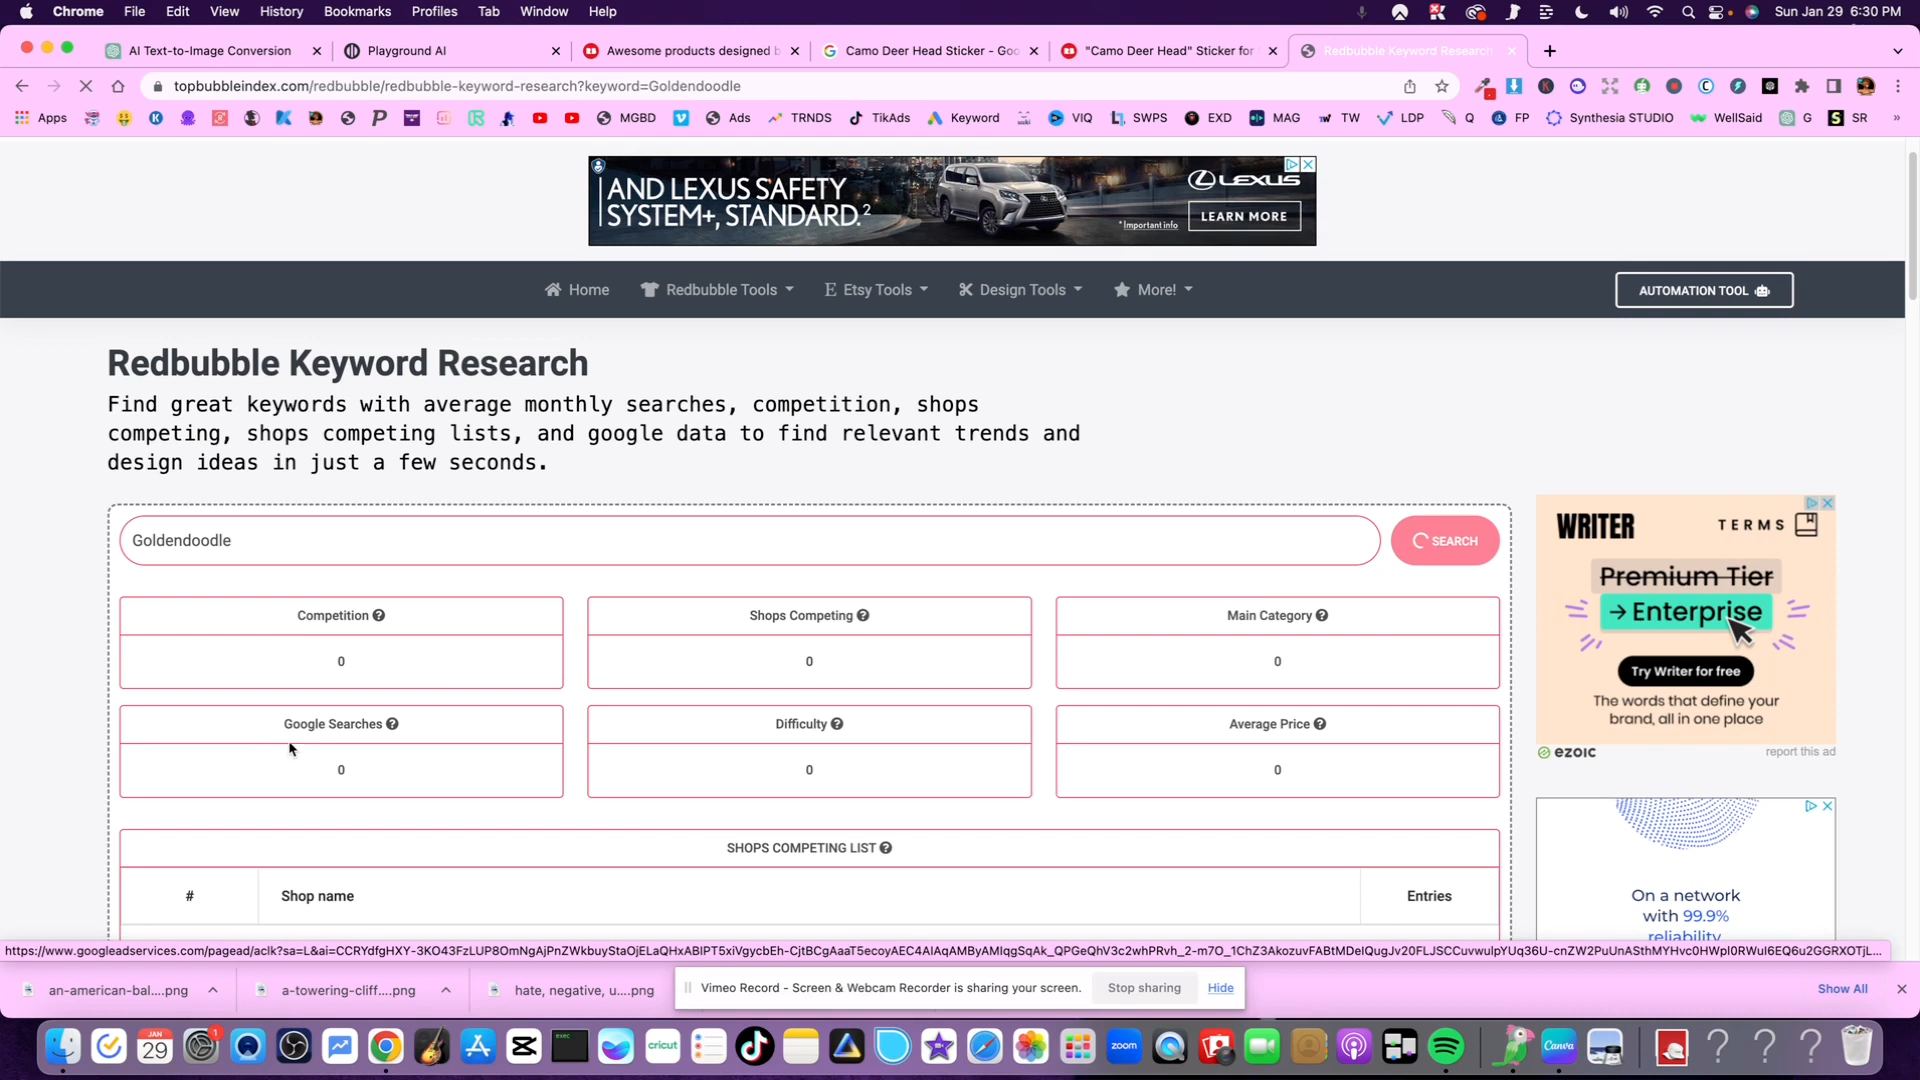 Chrome File Edit View History Bookmarks Profiles Tab Window Help Sun Jan 29 6:30 PM
AI Text-to-Image Conversion Playground AI Awesome products designed b Camo Deer Head Sticker - Goo "Camo Deer Head" Sticker for Redbubble Keyword Research
topbubbleindex.com/redbubble/redbubble-keyword-research?keyword=Goldendoodle
Apps MGBD Ads TRNDS TikAds Keyword VIQ SWPS EXD MAG TW LDP Q FP Synthesia STUDIO WellSaid G SR »
AND LEXUS SAFETY
SYSTEM+, STANDARD.2
*Important info
LEXUS
LEARN MORE
Home Redbubble Tools Etsy Tools Design Tools More! AUTOMATION TOOL
Redbubble Keyword Research
Find great keywords with average monthly searches, competition, shops
competing, shops competing lists, and google data to find relevant trends and
design ideas in just a few seconds.
Goldendoodle SEARCH
Competition Shops Competing Main Category
0 0 0
Google Searches Difficulty Average Price
0 0 0
SHOPS COMPETING LIST
# Shop name Entries
WRITER TERMS
Premium Tier
→ Enterprise
Try Writer for free
The words that define your
brand, all in one place
ezoic report this ad
On a network
with 99.9%
reliability
an-american-bal....png a-towering-cliff....png hate, negative, u....png
Vimeo Record - Screen & Webcam Recorder is sharing your screen. Stop sharing Hide
Show All
JAN
29
1
exec
cricut
zoom
Canva